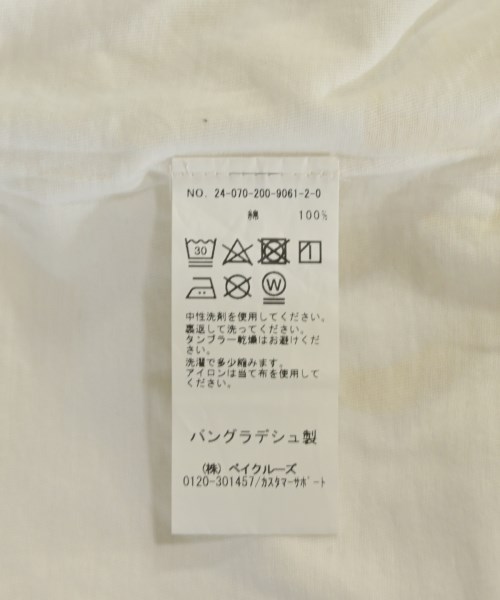 NO. 24-070-200-9061-2-0
綿 100%
30
W
中性洗剤を使用してください。
裏返して洗ってください。
タンブラー乾燥はお避けくだ
さい。
洗濯で多少縮みます。
アイロンは当て布を使用して
ください。
バングラデシュ製
(株) ベイクルーズ
0120-301457/カスタマーサポート